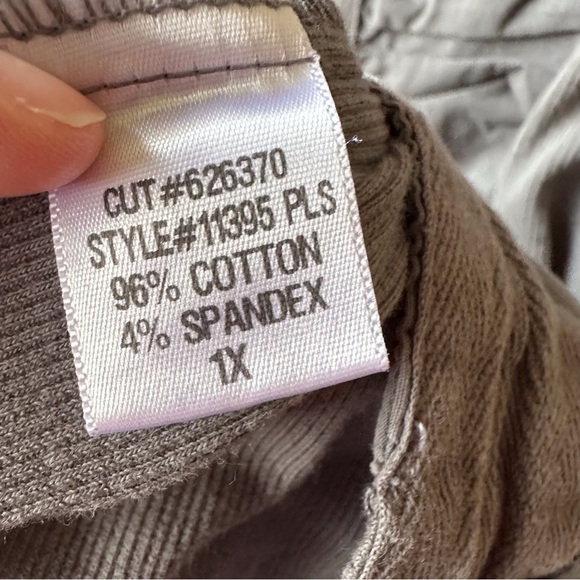 CUT#626370
STYLE#11395 PLS
96% COTTON
4% SPANDEX
1X